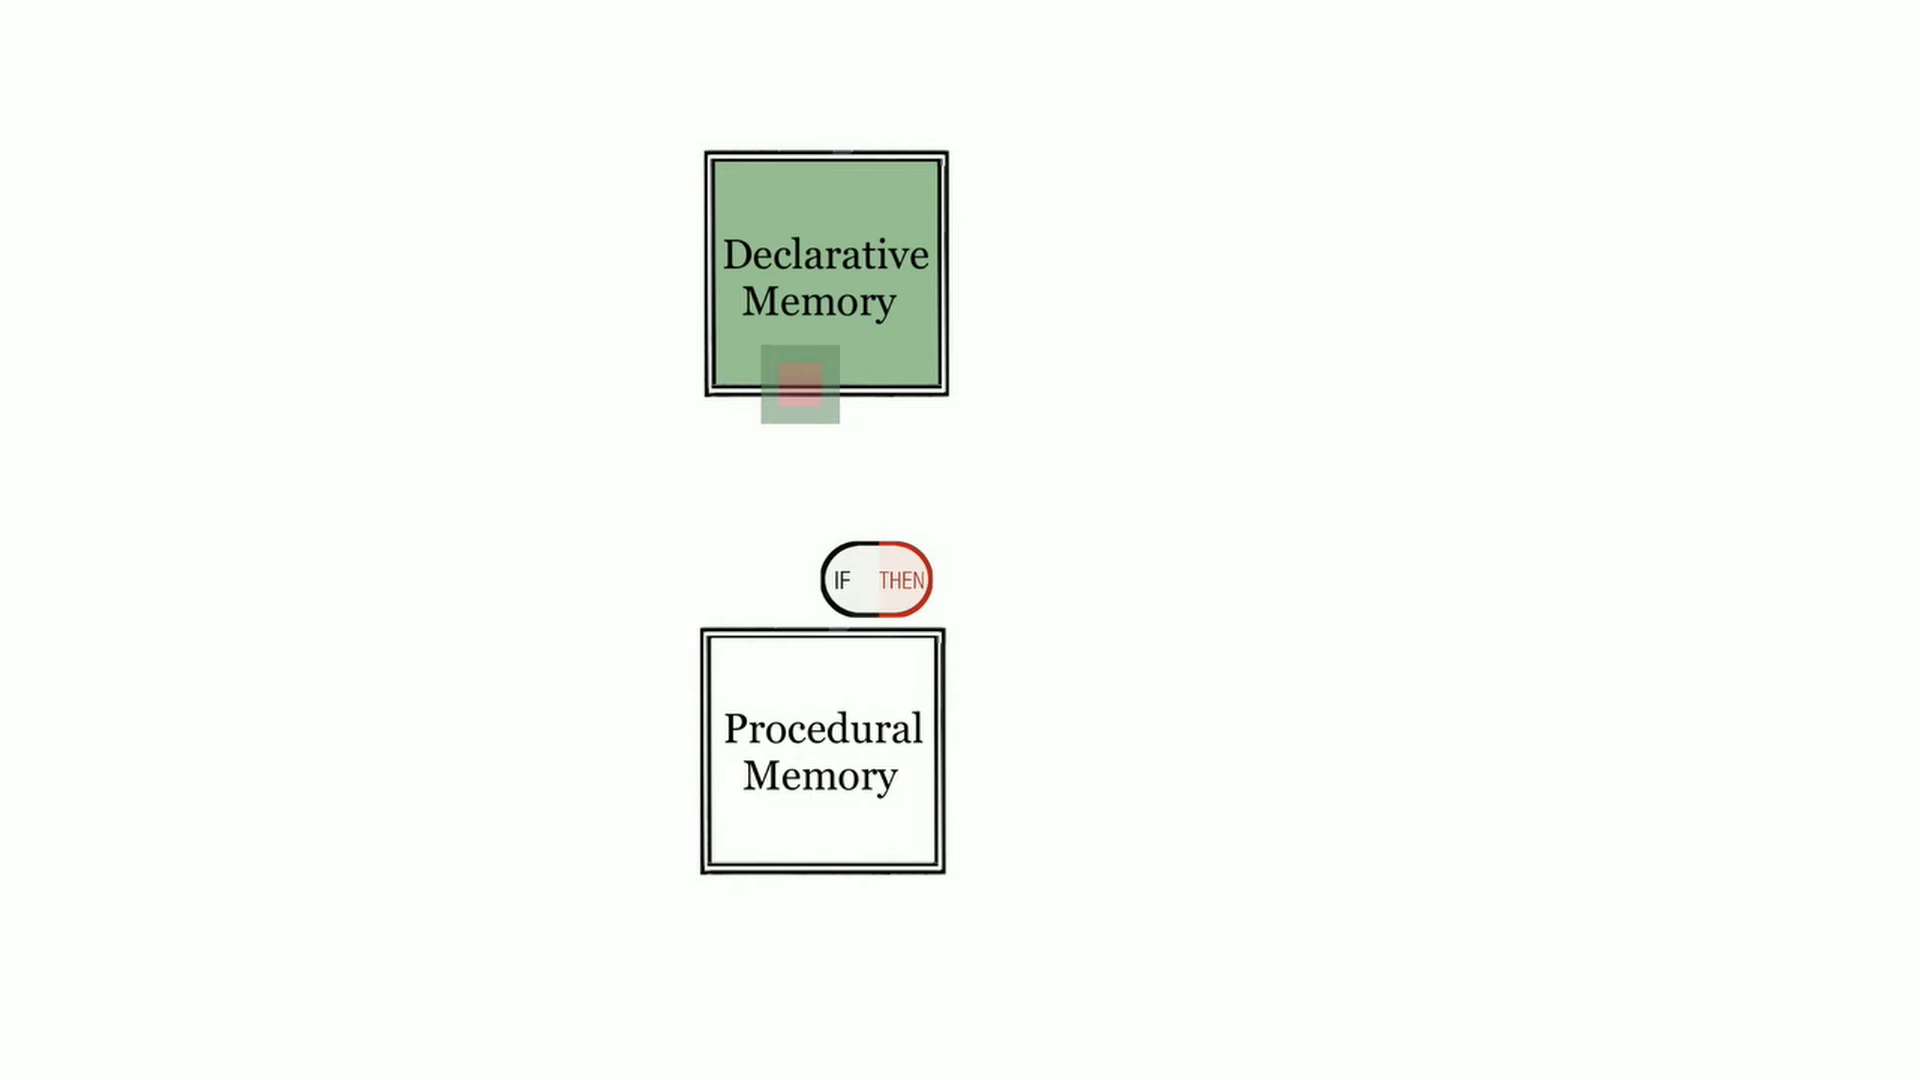 Declarative
Memory
IF THEN
Procedural
Memory